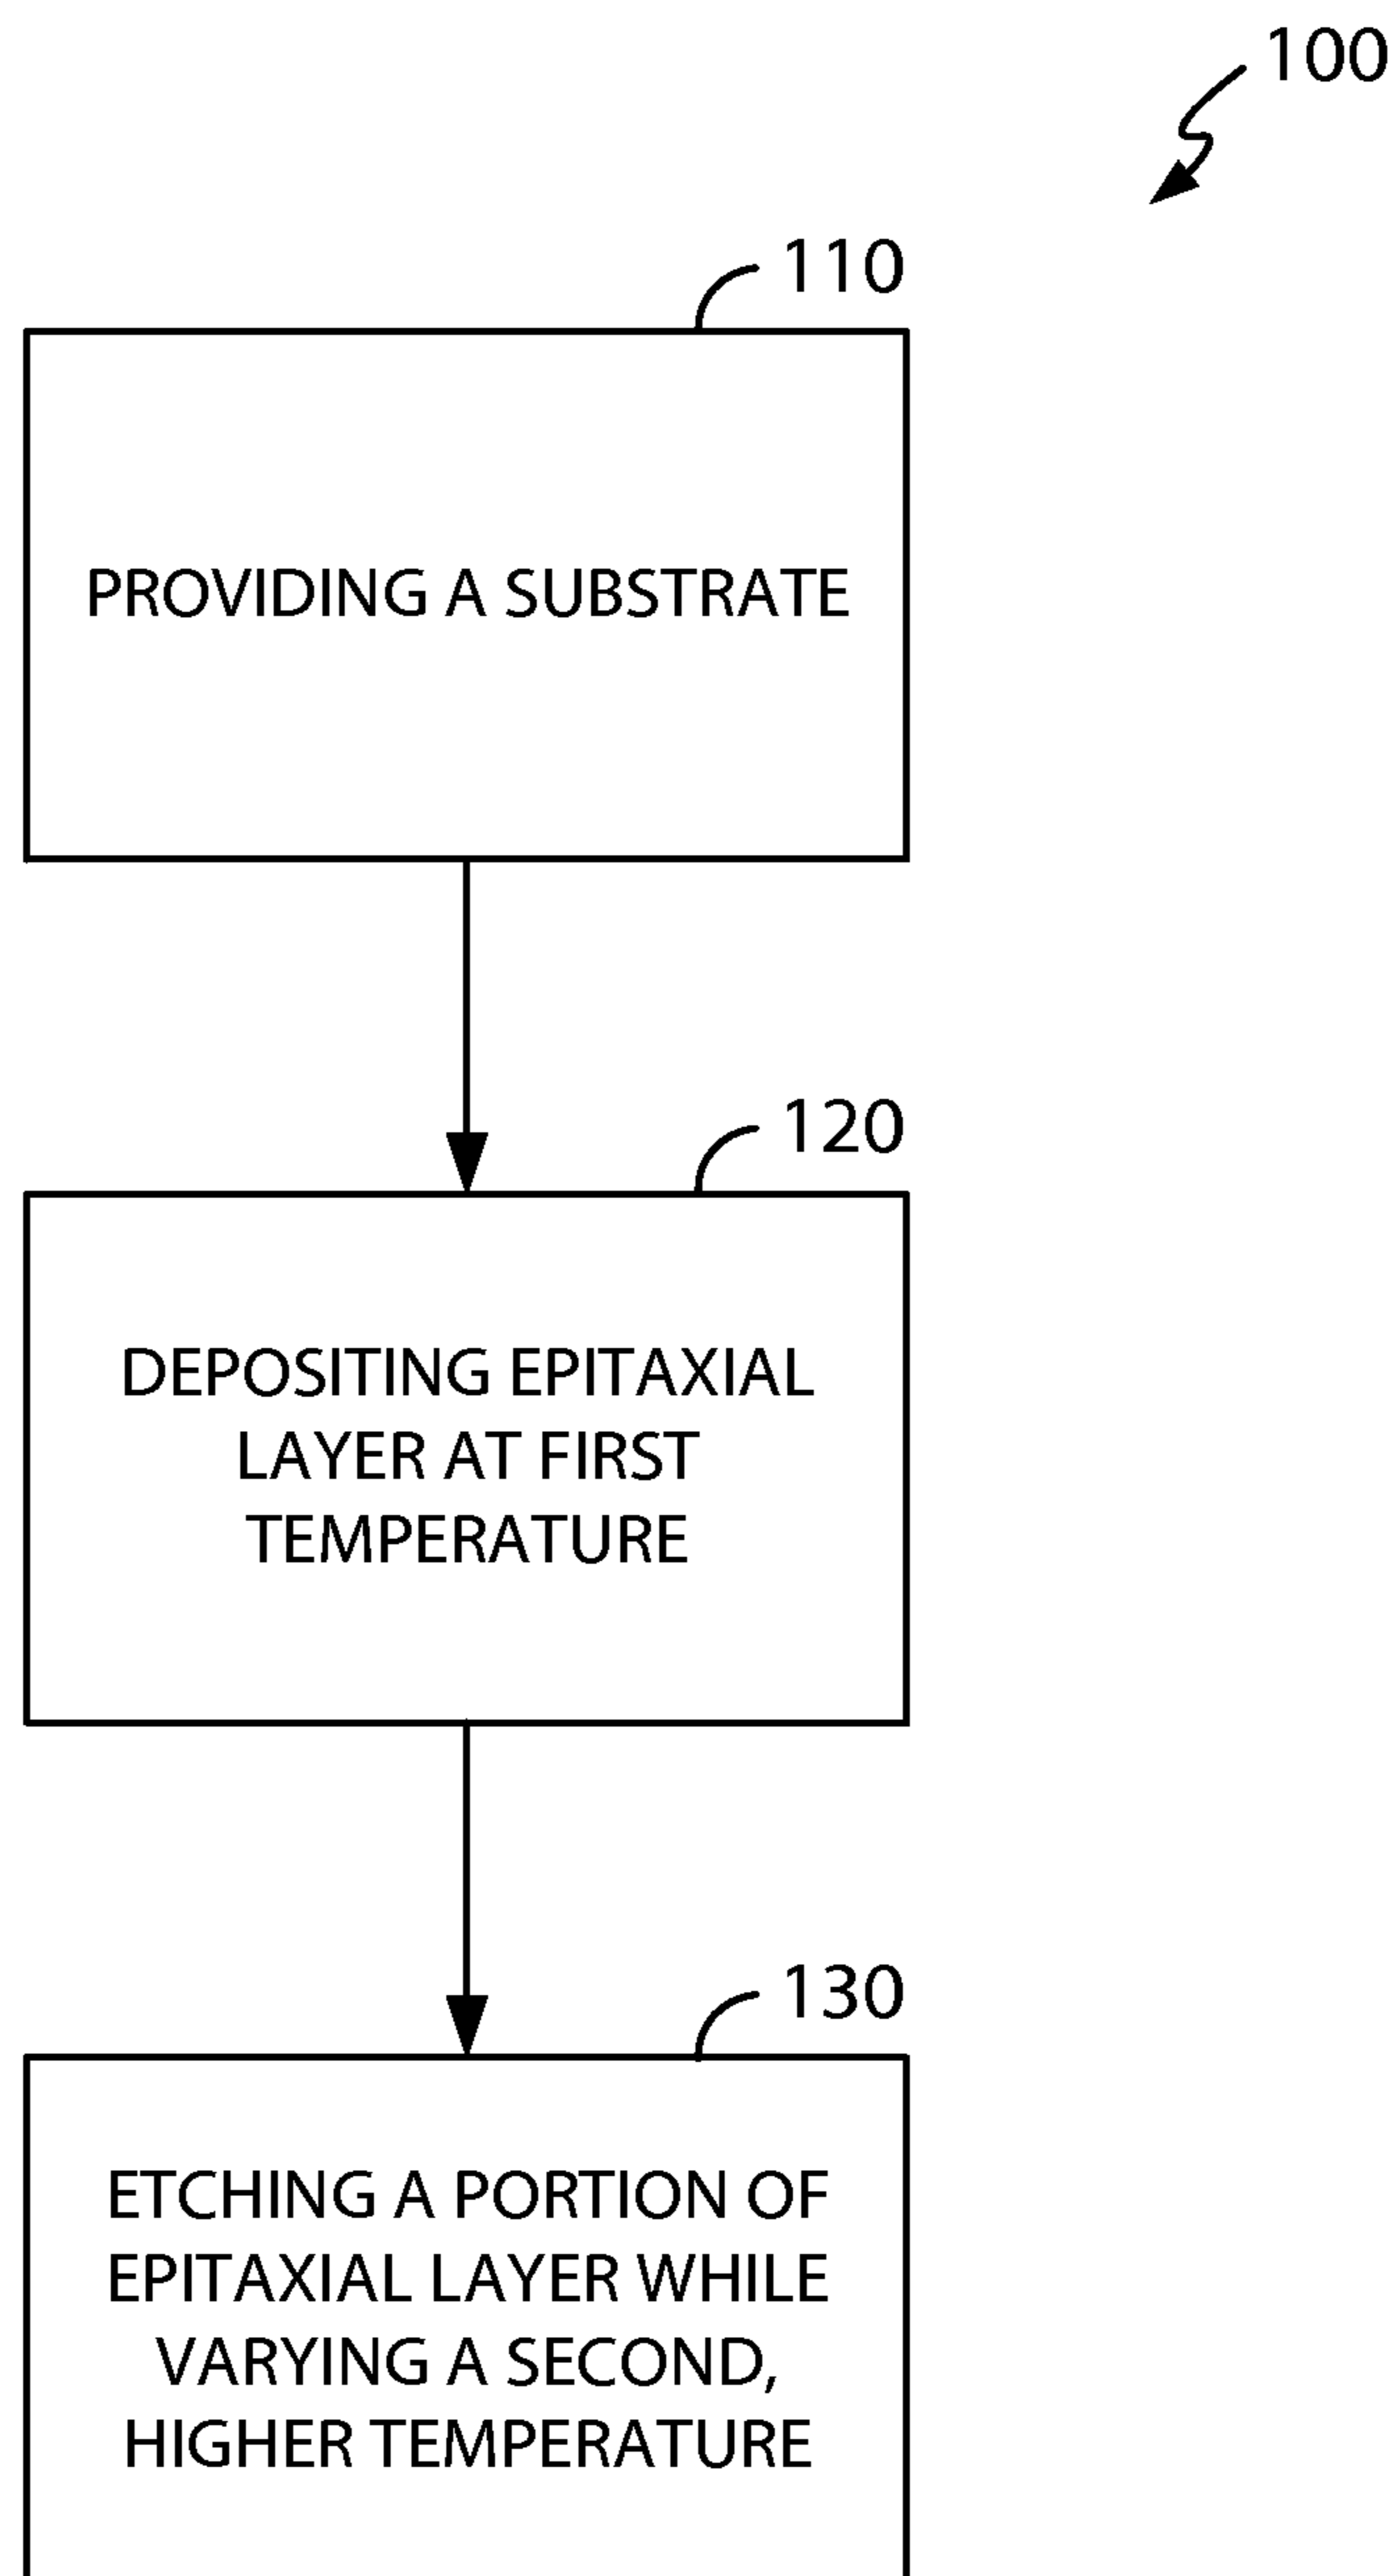 100
110
PROVIDING A SUBSTRATE
120
DEPOSITING EPITAXIAL
LAYER AT FIRST
TEMPERATURE
130
ETCHING A PORTION OF
EPITAXIAL LAYER WHILE
VARYING A SECOND,
HIGHER TEMPERATURE